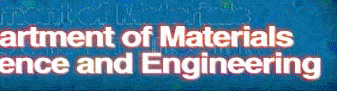 artment of Materials
ence and Engineering